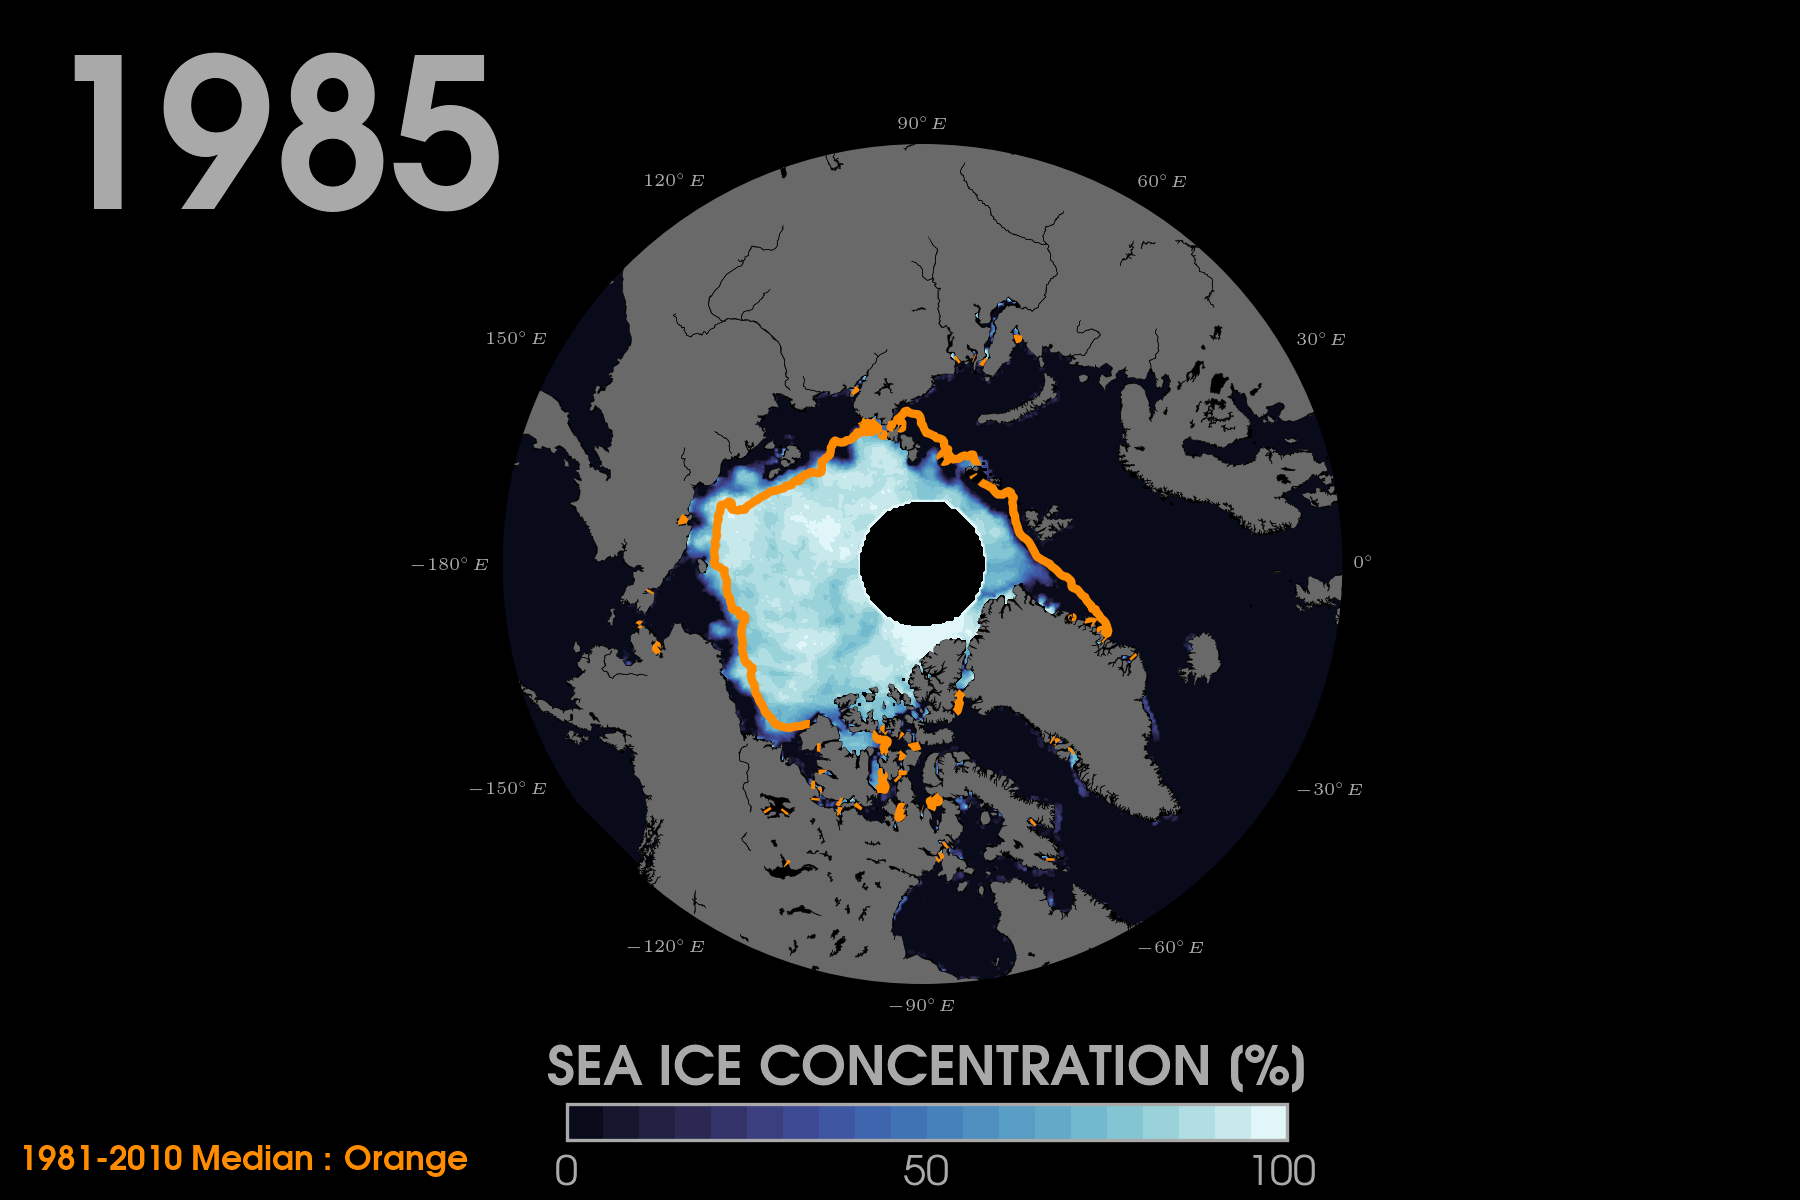 1985
90° E
120° E
60° E
150° E
30° E
−180° E
0°
−150° E
−30° E
−120° E
−60° E
−90° E
SEA ICE CONCENTRATION (%)
0
50
100
1981-2010 Median : Orange